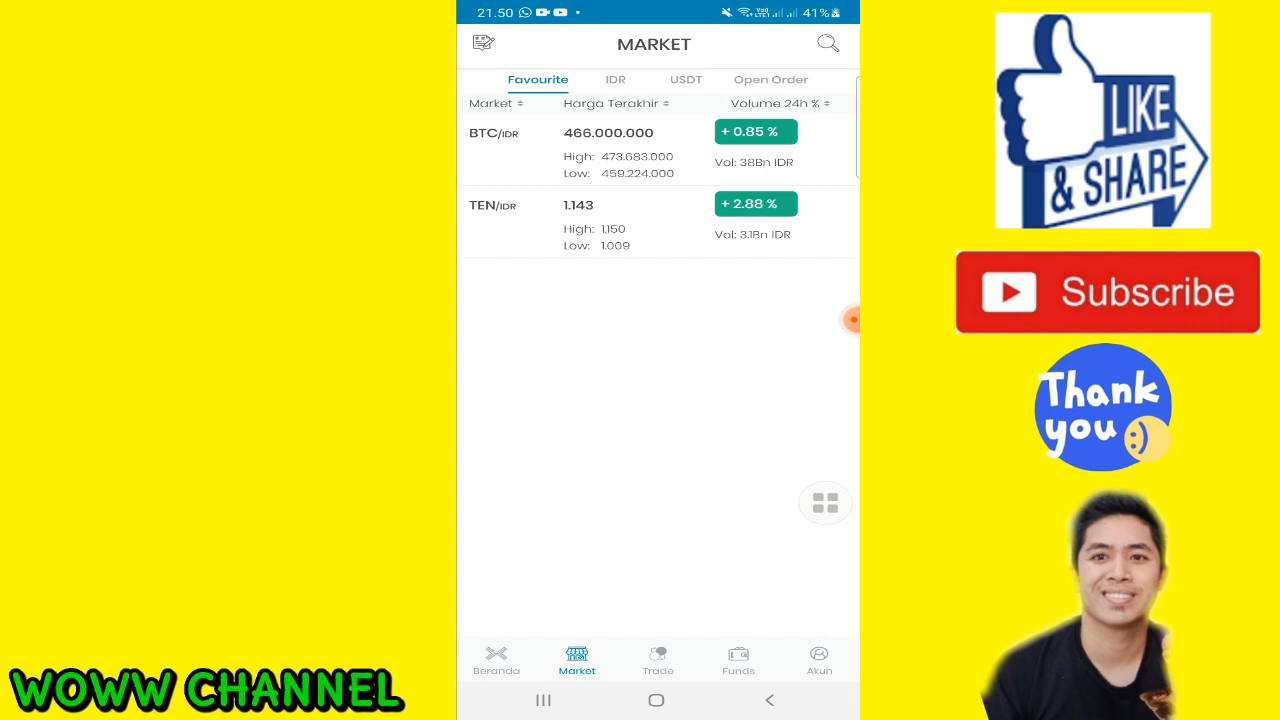 21.50 41%
MARKET
Favourite IDR USDT Open Order
Market Harga Terakhir Volume 24h %
BTC/IDR 466.000.000 + 0.85 %
High: 473.683.000 Vol: 38Bn IDR
Low: 459.224.000
TEN/IDR 1.143 + 2.88 %
High: 1.150 Vol: 3.1Bn IDR
Low: 1.009
Beranda Market Trade Funds Akun
LIKE
& SHARE
Subscribe
Thank
you
WOWW CHANNEL